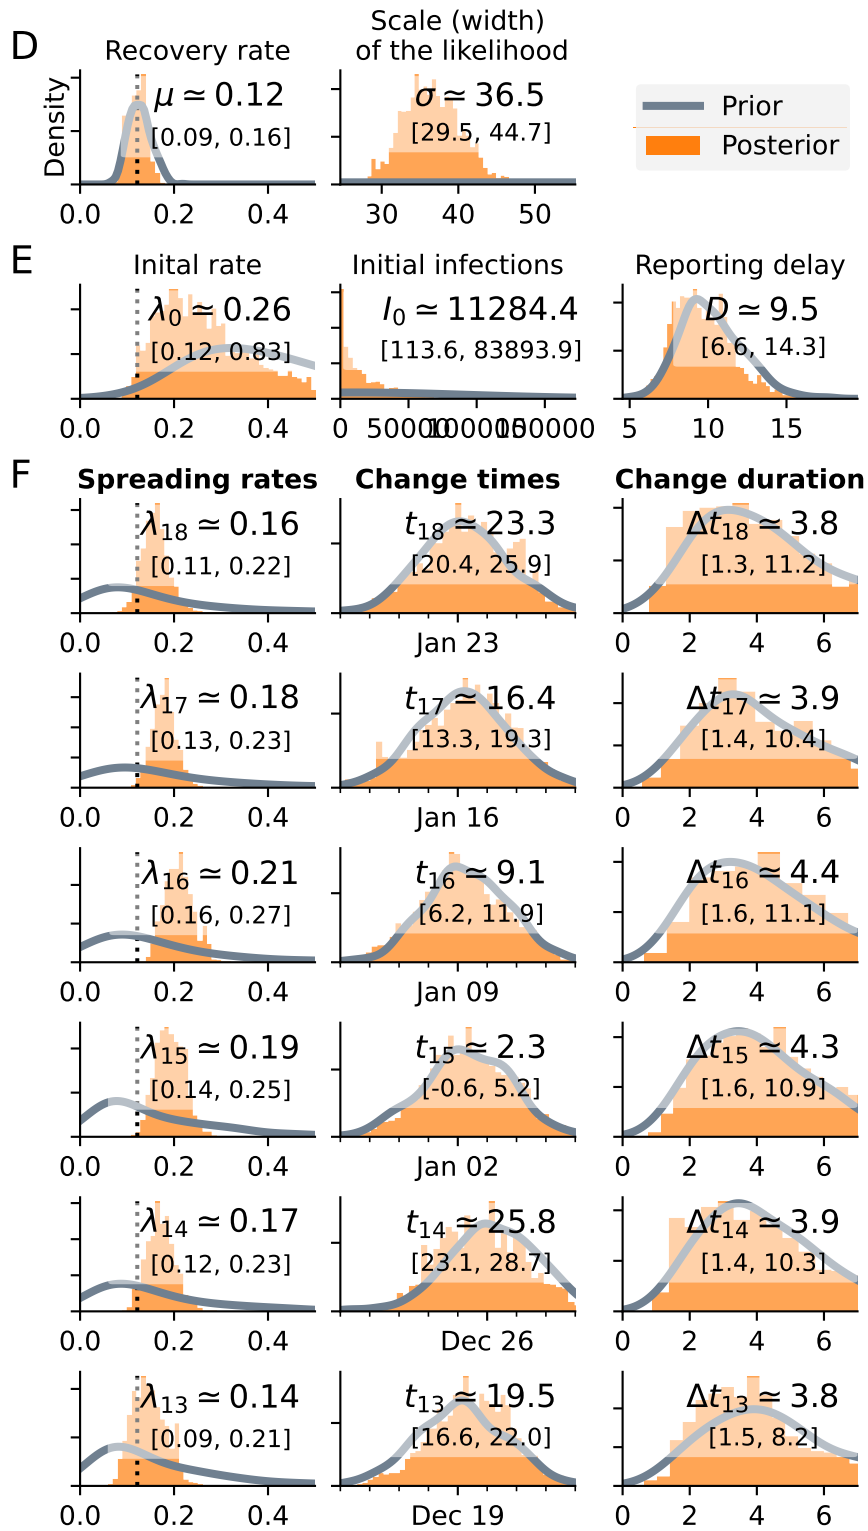 D
Recovery rate
Scale (width)
of the likelihood
Density
μ ≃ 0.12
[0.09, 0.16]
σ ≃ 36.5
[29.5, 44.7]
Prior
Posterior
0.0 0.2 0.4
30 40 50
E
Inital rate
Initial infections
Reporting delay
λ0 ≃ 0.26
[0.12, 0.83]
I0 ≃ 11284.4
[113.6, 83893.9]
D ≃ 9.5
[6.6, 14.3]
0.0 0.2 0.4
0 50000 100000 150000
5 10 15
F
Spreading rates
Change times
Change duration
λ18 ≃ 0.16
[0.11, 0.22]
t18 ≃ 23.3
[20.4, 25.9]
Δt18 ≃ 3.8
[1.3, 11.2]
0.0 0.2 0.4
Jan 23
0 2 4 6
λ17 ≃ 0.18
[0.13, 0.23]
t17 ≃ 16.4
[13.3, 19.3]
Δt17 ≃ 3.9
[1.4, 10.4]
0.0 0.2 0.4
Jan 16
0 2 4 6
λ16 ≃ 0.21
[0.16, 0.27]
t16 ≃ 9.1
[6.2, 11.9]
Δt16 ≃ 4.4
[1.6, 11.1]
0.0 0.2 0.4
Jan 09
0 2 4 6
λ15 ≃ 0.19
[0.14, 0.25]
t15 ≃ 2.3
[-0.6, 5.2]
Δt15 ≃ 4.3
[1.6, 10.9]
0.0 0.2 0.4
Jan 02
0 2 4 6
λ14 ≃ 0.17
[0.12, 0.23]
t14 ≃ 25.8
[23.1, 28.7]
Δt14 ≃ 3.9
[1.4, 10.3]
0.0 0.2 0.4
Dec 26
0 2 4 6
λ13 ≃ 0.14
[0.09, 0.21]
t13 ≃ 19.5
[16.6, 22.0]
Δt13 ≃ 3.8
[1.5, 8.2]
0.0 0.2 0.4
Dec 19
0 2 4 6